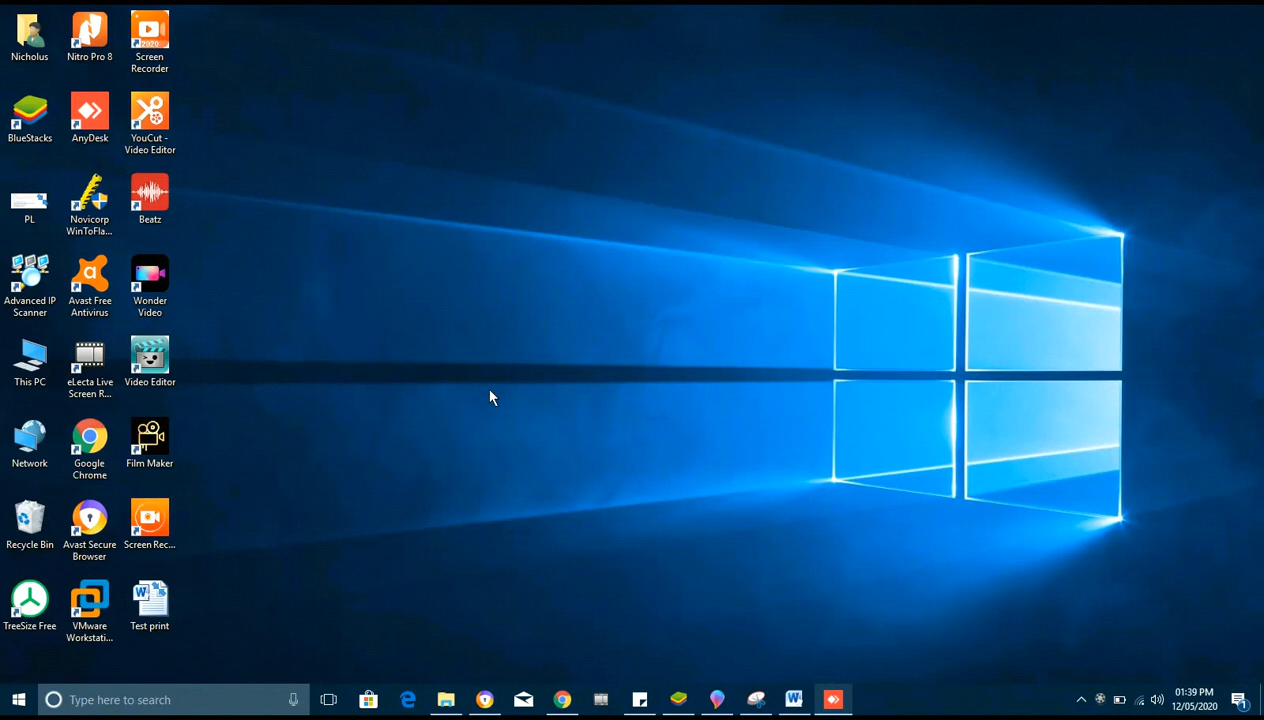 Nicholus
Nitro Pro 8
Screen
Recorder
2020
BlueStacks
AnyDesk
YouCut -
Video Editor
PL
Novicorp
WinToFla...
Beatz
Advanced IP
Scanner
Avast Free
Antivirus
Wonder
Video
This PC
eLecta Live
Screen R...
Video Editor
Network
Google
Chrome
Film Maker
Recycle Bin
Avast Secure
Browser
Screen Rec...
TreeSize Free
VMware
Workstati...
Test print
Type here to search
01:39 PM
12/05/2020
1